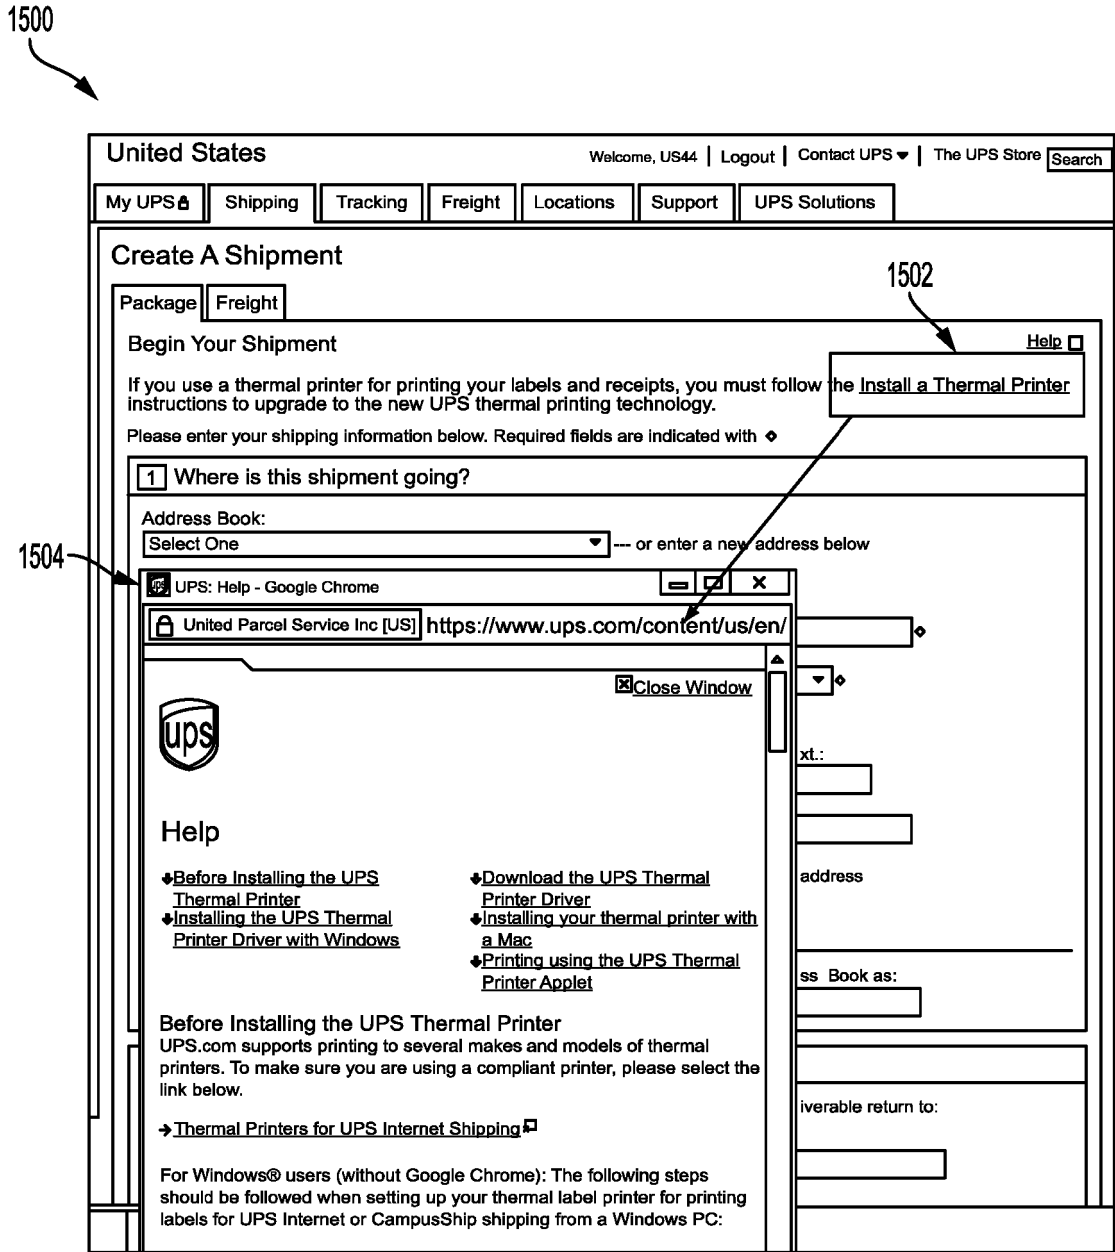 1500
United States
Welcome, US44 | Logout | Contact UPS ▾ | The UPS Store Search
My UPS Shipping Tracking Freight Locations Support UPS Solutions
Create A Shipment
1502
Package Freight
Begin Your Shipment
Help
If you use a thermal printer for printing your labels and receipts, you must follow the Install a Thermal Printer
instructions to upgrade to the new UPS thermal printing technology.
Please enter your shipping information below. Required fields are indicated with
1 Where is this shipment going?
Address Book:
Select One --- or enter a new address below
1504
ups UPS: Help - Google Chrome
United Parcel Service Inc [US] https://www.ups.com/content/us/en/
Close Window
ups
xt.:
Help
Before Installing the UPS
Thermal Printer
Installing the UPS Thermal
Printer Driver with Windows
Download the UPS Thermal
Printer Driver
Installing your thermal printer with
a Mac
Printing using the UPS Thermal
Printer Applet
address
ss Book as:
Before Installing the UPS Thermal Printer
UPS.com supports printing to several makes and models of thermal
printers. To make sure you are using a compliant printer, please select the
link below.
iverable return to:
Thermal Printers for UPS Internet Shipping
For Windows® users (without Google Chrome): The following steps
should be followed when setting up your thermal label printer for printing
labels for UPS Internet or CampusShip shipping from a Windows PC: